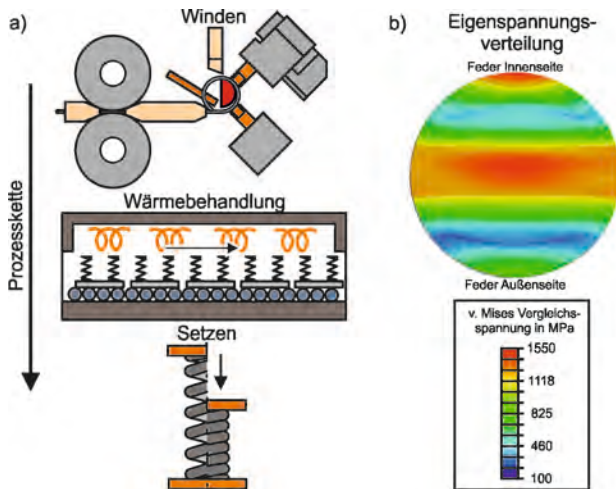 a)
Winden
Prozesskette
Wärmebehandlung
Setzen
b)
Eigenspannungs-
verteilung
Feder Innenseite
Feder Außenseite
v. Mises Vergleichs-
spannung in MPa
1550
1118
825
460
100